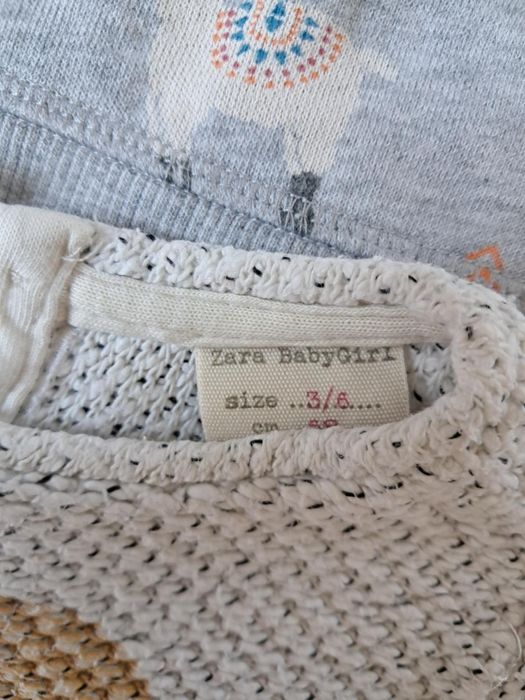 Zara BabyGirl
size ..3/6....
cm